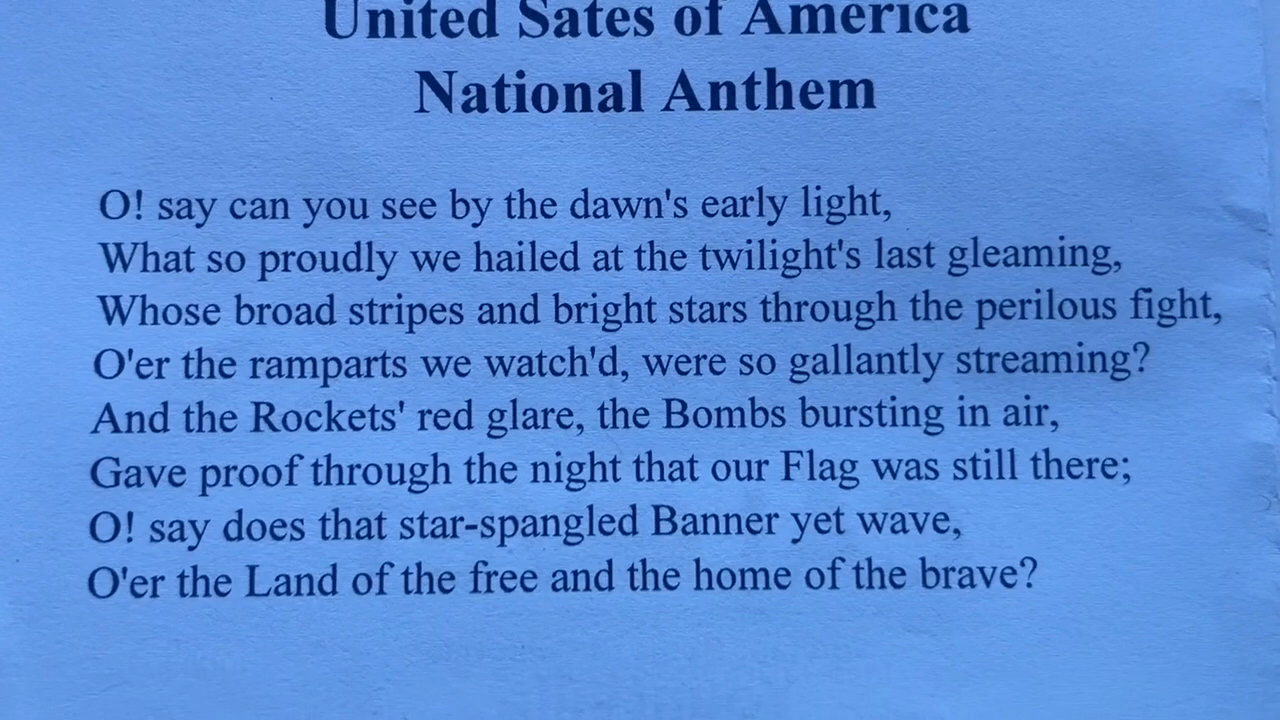 United Sates of America
National Anthem
O! say can you see by the dawn's early light,
What so proudly we hailed at the twilight's last gleaming,
Whose broad stripes and bright stars through the perilous fight,
O'er the ramparts we watch'd, were so gallantly streaming?
And the Rockets' red glare, the Bombs bursting in air,
Gave proof through the night that our Flag was still there;
O! say does that star-spangled Banner yet wave,
O'er the Land of the free and the home of the brave?